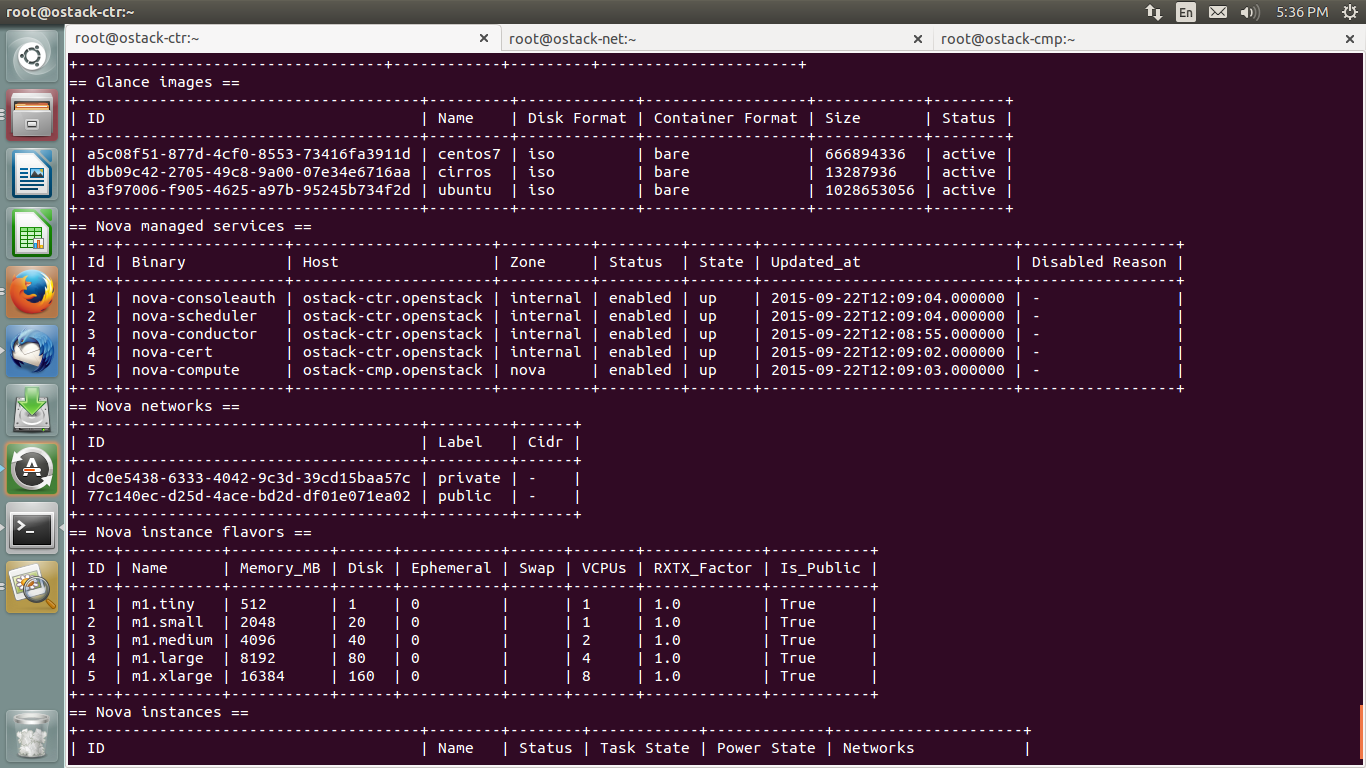 root@ostack-ctr:~
En
5:36 PM
root@ostack-ctr:~ × root@ostack-net:~ × root@ostack-cmp:~ ×
+----------------------------------+------------+---------+----------------------+
== Glance images ==
+--------------------------------------+---------+-------------+------------------+------------+--------+
| ID                                   | Name    | Disk Format | Container Format | Size       | Status |
+--------------------------------------+---------+-------------+------------------+------------+--------+
| a5c08f51-877d-4cf0-8553-73416fa3911d | centos7 | iso         | bare             | 666894336  | active |
| dbb09c42-2705-49c8-9a00-07e34e6716aa | cirros  | iso         | bare             | 13287936   | active |
| a3f97006-f905-4625-a97b-95245b734f2d | ubuntu  | iso         | bare             | 1028653056 | active |
+--------------------------------------+---------+-------------+------------------+------------+--------+
== Nova managed services ==
+----+------------------+-----------------------+----------+---------+-------+----------------------------+-----------------+
| Id | Binary           | Host                  | Zone     | Status  | State | Updated_at                 | Disabled Reason |
+----+------------------+-----------------------+----------+---------+-------+----------------------------+-----------------+
| 1  | nova-consoleauth | ostack-ctr.openstack  | internal | enabled | up    | 2015-09-22T12:09:04.000000 | -               |
| 2  | nova-scheduler   | ostack-ctr.openstack  | internal | enabled | up    | 2015-09-22T12:09:04.000000 | -               |
| 3  | nova-conductor   | ostack-ctr.openstack  | internal | enabled | up    | 2015-09-22T12:08:55.000000 | -               |
| 4  | nova-cert        | ostack-ctr.openstack  | internal | enabled | up    | 2015-09-22T12:09:02.000000 | -               |
| 5  | nova-compute     | ostack-cmp.openstack  | nova     | enabled | up    | 2015-09-22T12:09:03.000000 | -               |
+----+------------------+-----------------------+----------+---------+-------+----------------------------+-----------------+
== Nova networks ==
+--------------------------------------+---------+------+
| ID                                   | Label   | Cidr |
+--------------------------------------+---------+------+
| dc0e5438-6333-4042-9c3d-39cd15baa57c | private | -    |
| 77c140ec-d25d-4ace-bd2d-df01e071ea02 | public  | -    |
+--------------------------------------+---------+------+
== Nova instance flavors ==
+----+-----------+-----------+------+-----------+------+-------+-------------+-----------+
| ID | Name      | Memory_MB | Disk | Ephemeral | Swap | VCPUs | RXTX_Factor | Is_Public |
+----+-----------+-----------+------+-----------+------+-------+-------------+-----------+
| 1  | m1.tiny   | 512       | 1    | 0         |      | 1     | 1.0         | True      |
| 2  | m1.small  | 2048      | 20   | 0         |      | 1     | 1.0         | True      |
| 3  | m1.medium | 4096      | 40   | 0         |      | 2     | 1.0         | True      |
| 4  | m1.large  | 8192      | 80   | 0         |      | 4     | 1.0         | True      |
| 5  | m1.xlarge | 16384     | 160  | 0         |      | 8     | 1.0         | True      |
+----+-----------+-----------+------+-----------+------+-------+-------------+-----------+
== Nova instances ==
+--------------------------------------+---------+--------+------------+-------------+---------------------+
| ID                                   | Name    | Status | Task State | Power State | Networks            |